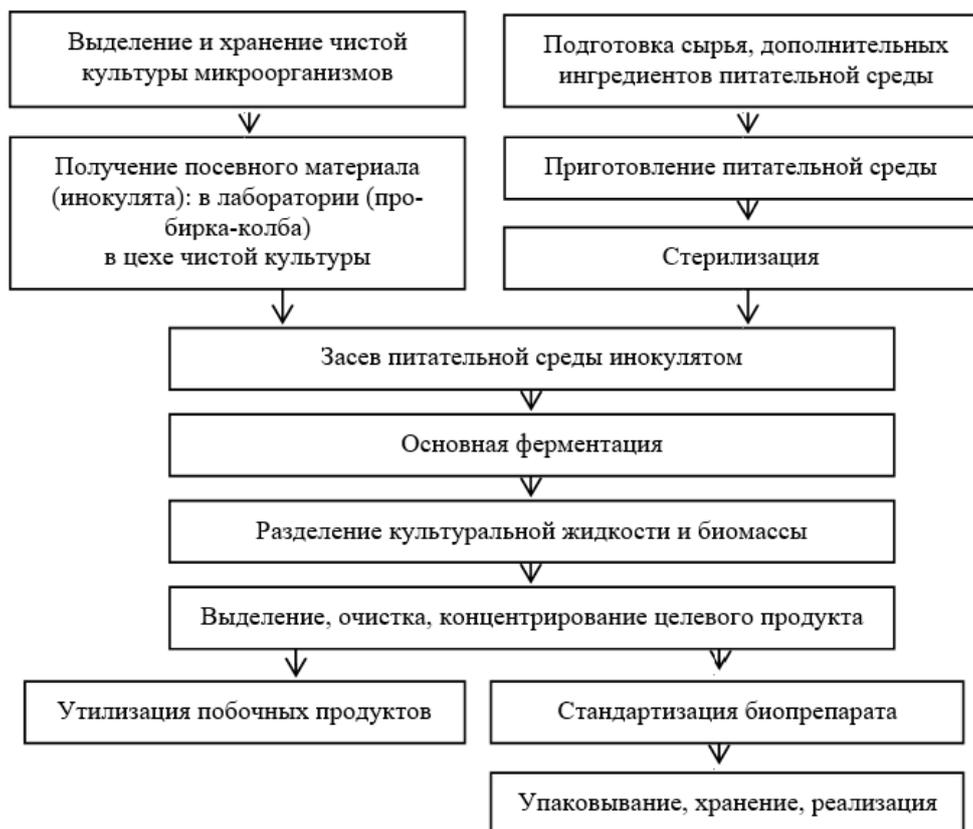 Выделение и хранение чистой
культуры микроорганизмов
Подготовка сырья, дополнительных
ингредиентов питательной среды
Получение посевного материала
(инокулята): в лаборатории (про-
бирка-колба)
в цехе чистой культуры
Приготовление питательной среды
Стерилизация
Засев питательной среды инокулятом
Основная ферментация
Разделение культуральной жидкости и биомассы
Выделение, очистка, концентрирование целевого продукта
Утилизация побочных продуктов
Стандартизация биопрепарата
Упаковывание, хранение, реализация